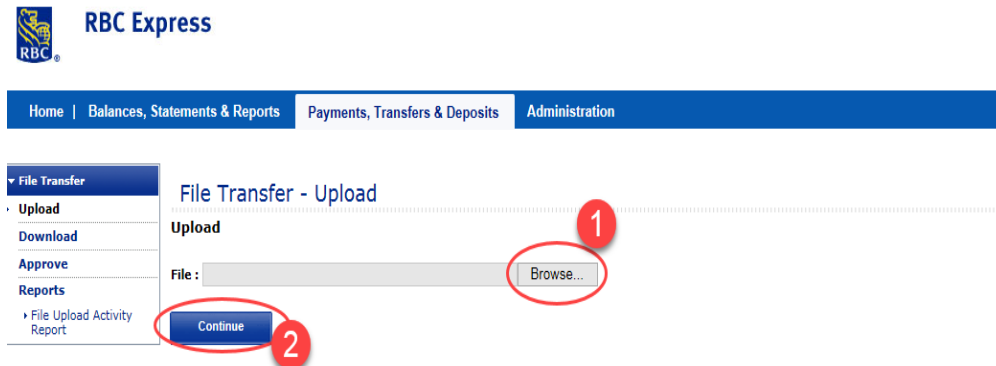 RBC ®
RBC Express
Home | Balances, Statements & Reports Payments, Transfers & Deposits Administration
File Transfer
Upload
Download
Approve
Reports
File Upload Activity
Report
File Transfer - Upload
Upload
1
File : Browse...
Continue
2